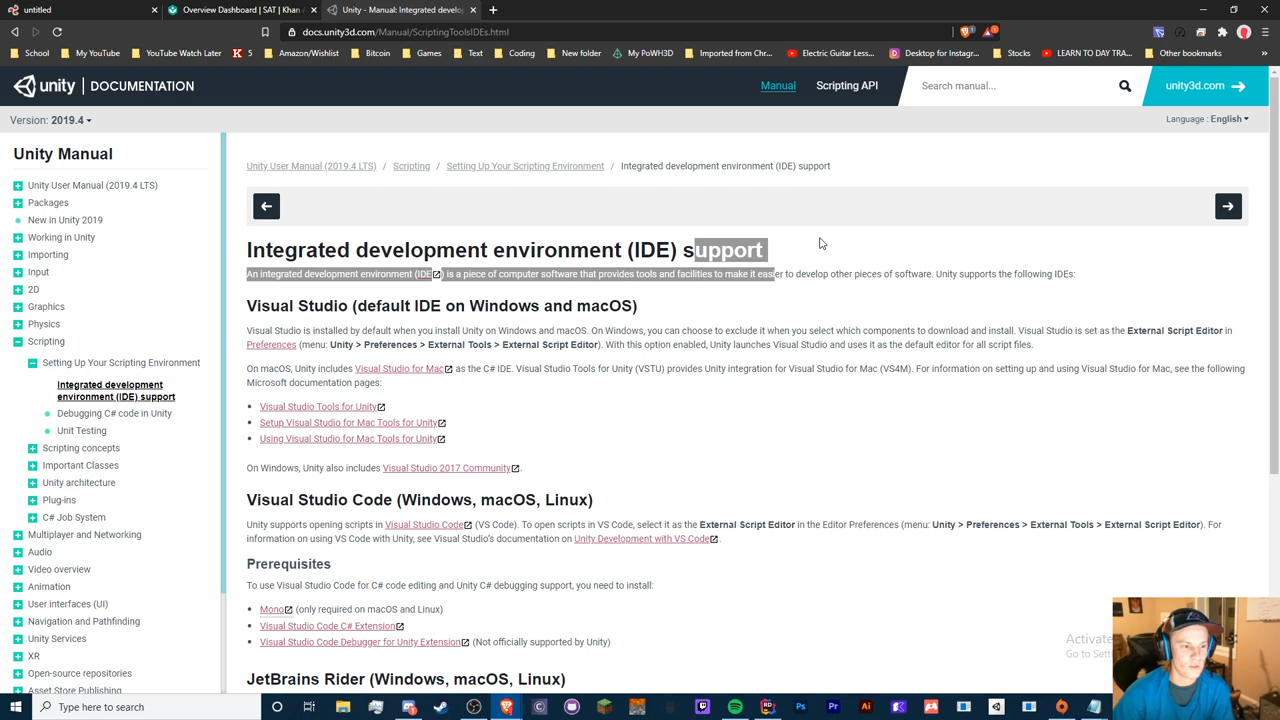 untitled
Overview Dashboard | SAT | Khan
Unity - Manual: Integrated develo
docs.unity3d.com/Manual/ScriptingToolsIDEs.html
School
My YouTube
YouTube Watch Later
K 5
Amazon/Wishlist
Bitcoin
Games
Text
Coding
New folder
My PoWH3D
Imported from Chr...
Electric Guitar Less...
Desktop for Instagr...
Stocks
LEARN TO DAY TRA...
Other bookmarks
unity | DOCUMENTATION
Manual
Scripting API
Search manual...
unity3d.com
Version: 2019.4
Language : English
Unity Manual
Unity User Manual (2019.4 LTS)
Packages
New in Unity 2019
Working in Unity
Importing
Input
2D
Graphics
Physics
Scripting
Setting Up Your Scripting Environment
Integrated development
environment (IDE) support
Debugging C# code in Unity
Unit Testing
Scripting concepts
Important Classes
Unity architecture
Plug-ins
C# Job System
Multiplayer and Networking
Audio
Video overview
Animation
User interfaces (UI)
Navigation and Pathfinding
Unity Services
XR
Open-source repositories
Asset Store Publishing
Unity User Manual (2019.4 LTS) / Scripting / Setting Up Your Scripting Environment / Integrated development environment (IDE) support
Integrated development environment (IDE) support
An integrated development environment (IDE) is a piece of computer software that provides tools and facilities to make it easier to develop other pieces of software. Unity supports the following IDEs:
Visual Studio (default IDE on Windows and macOS)
Visual Studio is installed by default when you install Unity on Windows and macOS. On Windows, you can choose to exclude it when you select which components to download and install. Visual Studio is set as the External Script Editor in
Preferences (menu: Unity > Preferences > External Tools > External Script Editor). With this option enabled, Unity launches Visual Studio and uses it as the default editor for all script files.
On macOS, Unity includes Visual Studio for Mac as the C# IDE. Visual Studio Tools for Unity (VSTU) provides Unity integration for Visual Studio for Mac (VS4M). For information on setting up and using Visual Studio for Mac, see the following
Microsoft documentation pages:
Visual Studio Tools for Unity
Setup Visual Studio for Mac Tools for Unity
Using Visual Studio for Mac Tools for Unity
On Windows, Unity also includes Visual Studio 2017 Community.
Visual Studio Code (Windows, macOS, Linux)
Unity supports opening scripts in Visual Studio Code (VS Code). To open scripts in VS Code, select it as the External Script Editor in the Editor Preferences (menu: Unity > Preferences > External Tools > External Script Editor). For
information on using VS Code with Unity, see Visual Studio's documentation on Unity Development with VS Code.
Prerequisites
To use Visual Studio Code for C# code editing and Unity C# debugging support, you need to install:
Mono (only required on macOS and Linux)
Visual Studio Code C# Extension
Visual Studio Code Debugger for Unity Extension (Not officially supported by Unity)
JetBrains Rider (Windows, macOS, Linux)
Activate
Go to Sett
Type here to search